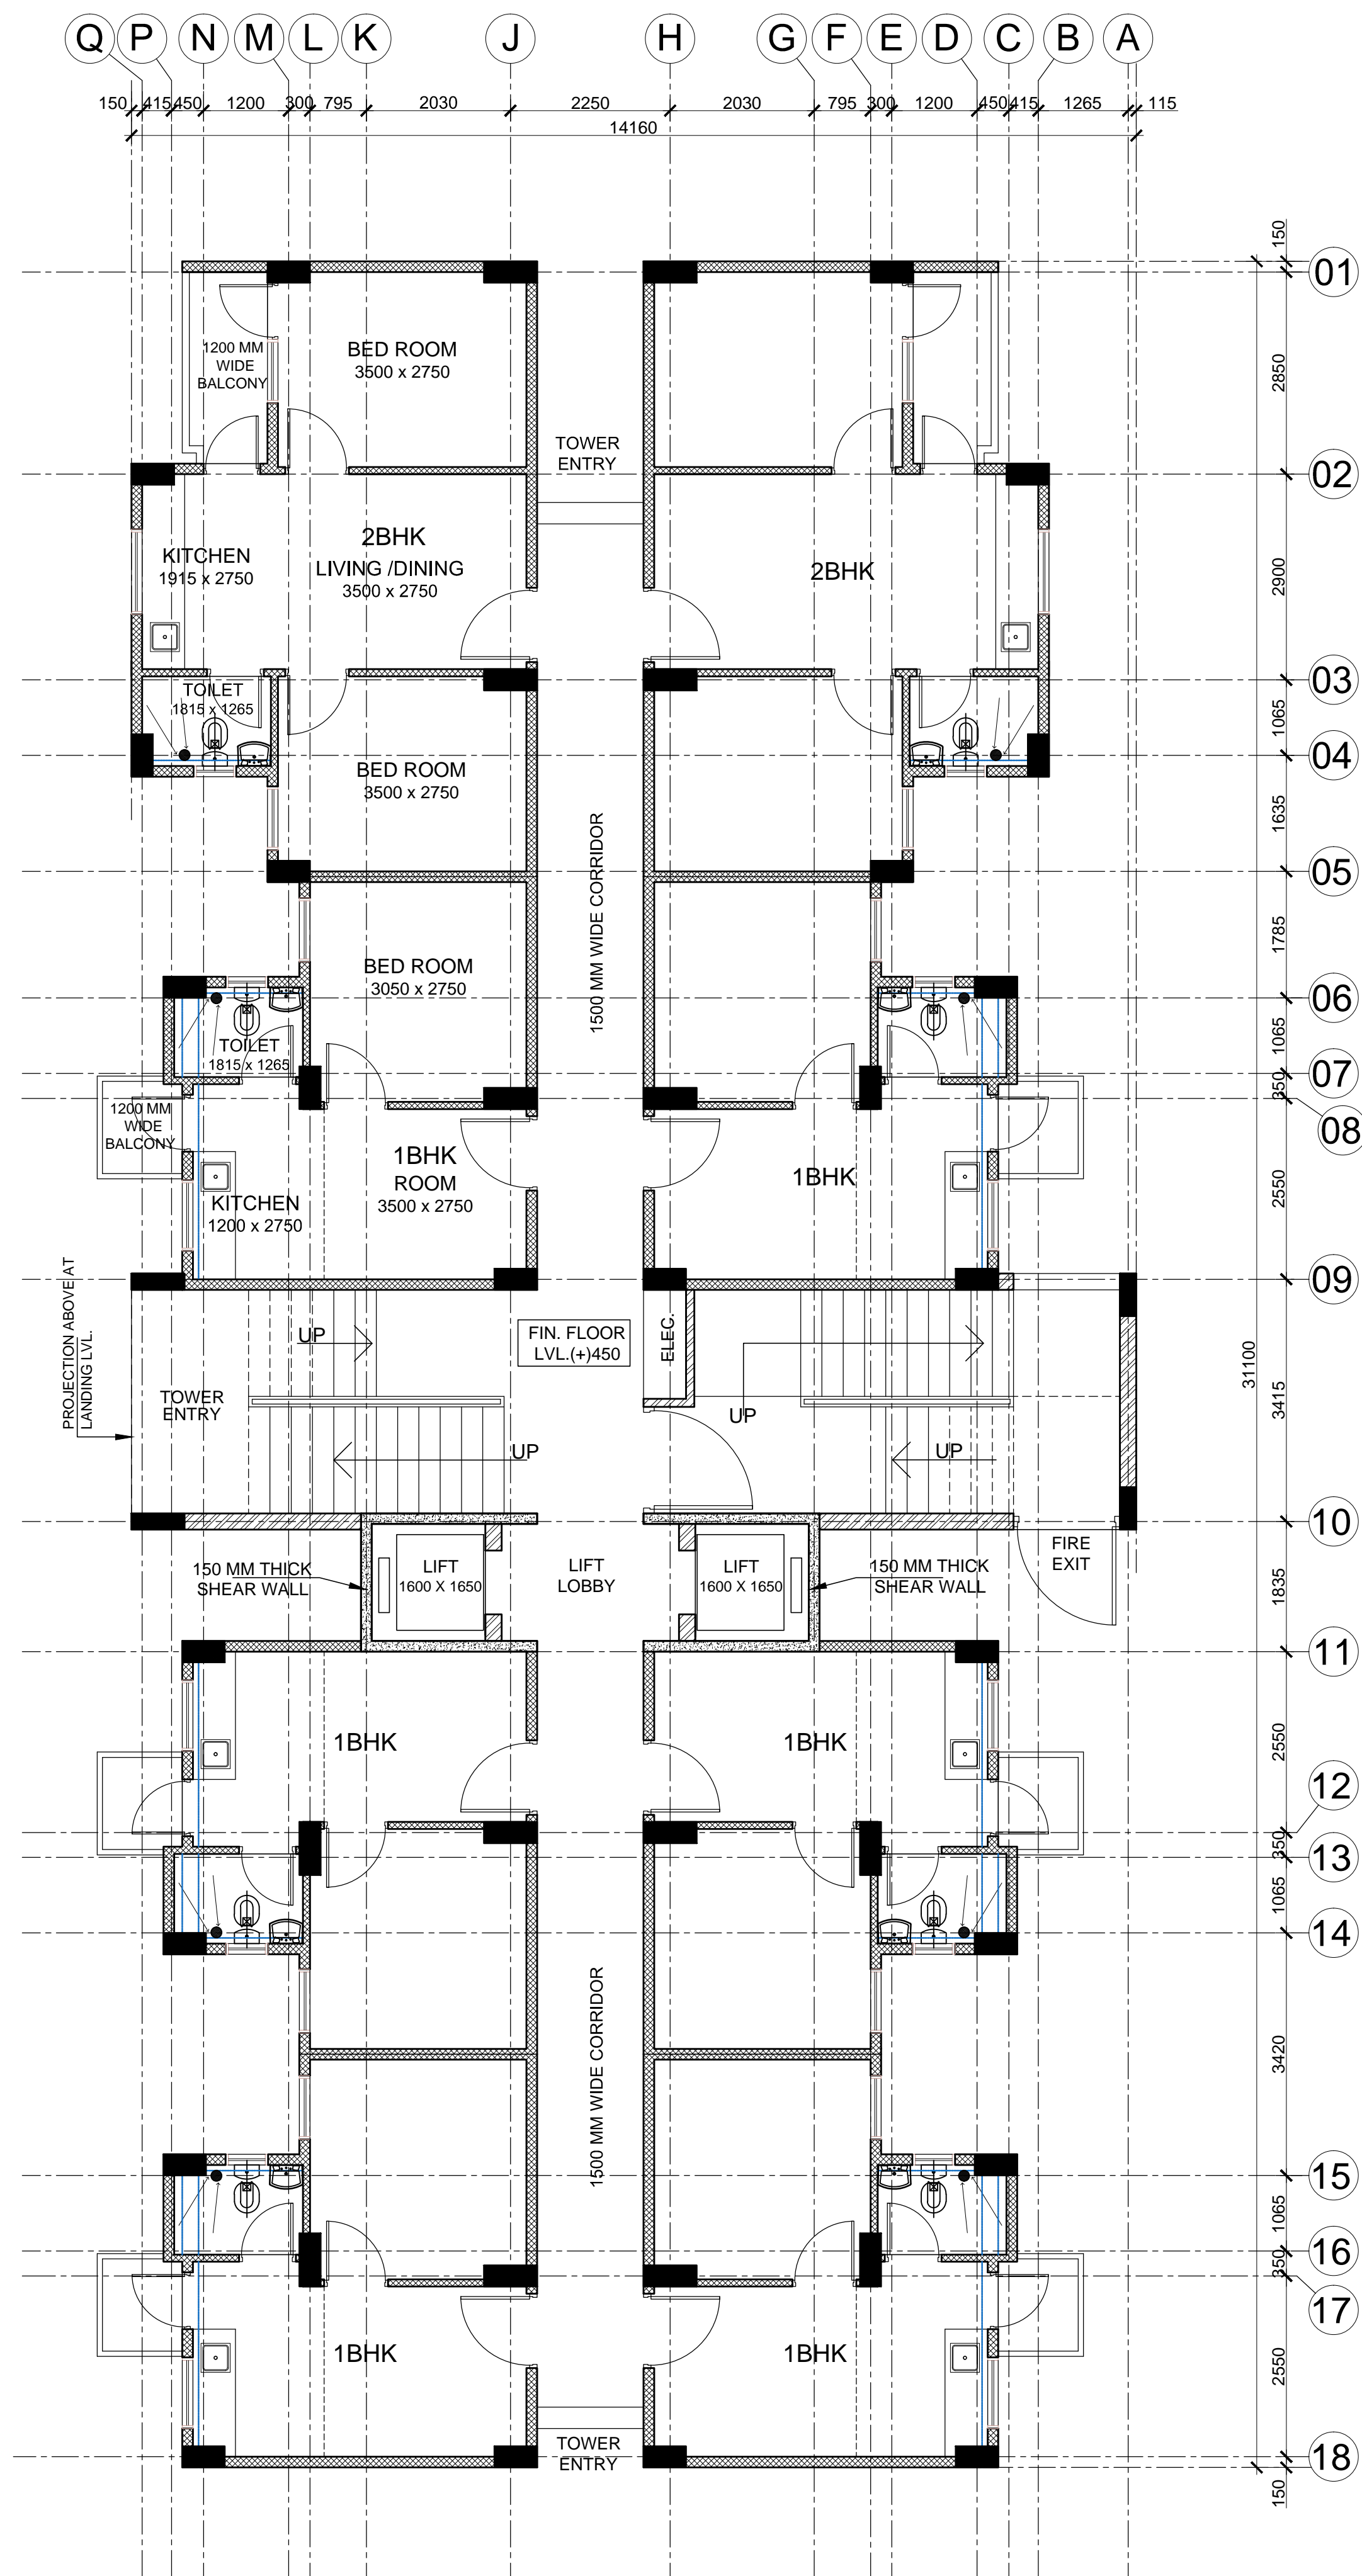 Q P N M L K J H G F E D C B A
150 415 450 1200 300 795 2030 2250 2030 795 300 1200 450 415 1265 115
14160
150
01
1200 MM
WIDE
BALCONY
BED ROOM
3500 x 2750
2850
TOWER
ENTRY
02
KITCHEN
1915 x 2750
2BHK
LIVING /DINING
3500 x 2750
2BHK
2900
03
TOILET
1815 x 1265
1065
04
BED ROOM
3500 x 2750
1635
1500 MM WIDE CORRIDOR
05
BED ROOM
3050 x 2750
1785
06
TOILET
1815 x 1265
1065
07
350
1200 MM
WIDE
BALCONY
08
1BHK
ROOM
3500 x 2750
1BHK
KITCHEN
1200 x 2750
2550
09
PROJECTION ABOVE AT
LANDING LVL.
UP
FIN. FLOOR
LVL.(+)450
ELEC.
31100
3415
TOWER
ENTRY
UP
UP
UP
10
FIRE
EXIT
150 MM THICK
SHEAR WALL
LIFT
1600 X 1650
LIFT
LOBBY
LIFT
1600 X 1650
150 MM THICK
SHEAR WALL
1835
11
1BHK
1BHK
2550
12
350
13
1065
14
1500 MM WIDE CORRIDOR
3420
15
1065
16
350
17
1BHK
1BHK
2550
TOWER
ENTRY
18
150